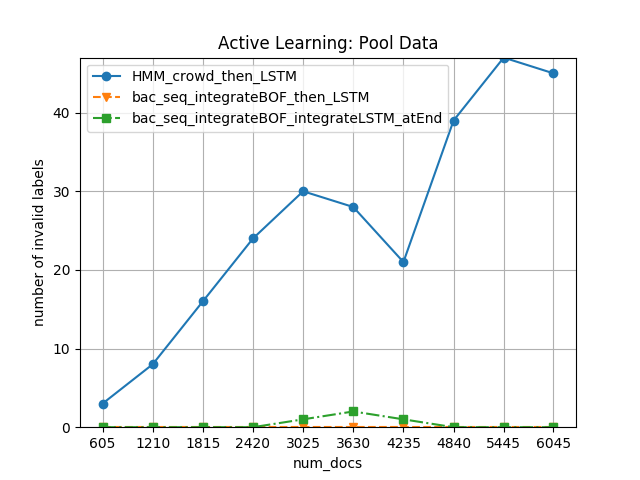 Active Learning: Pool Data
HMM_crowd_then_LSTM
bac_seq_integrateBOF_then_LSTM
bac_seq_integrateBOF_integrateLSTM_atEnd
number of invalid labels
40
30
20
10
0
605 1210 1815 2420 3025 3630 4235 4840 5445 6045
num_docs